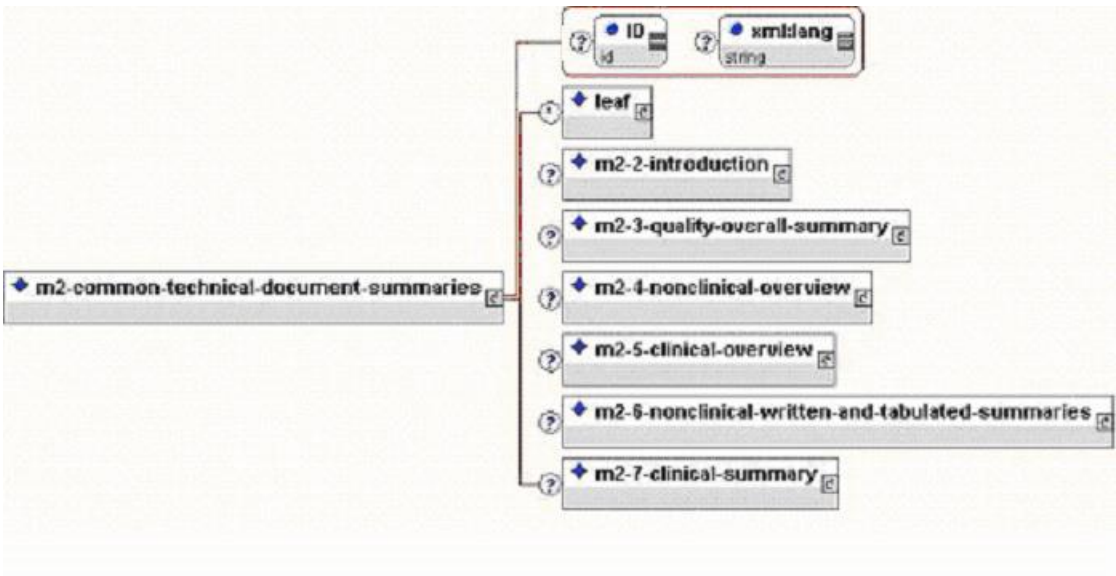 ? ID ? xml:lang
id string
* leaf
? m2-2-introduction
? m2-3-quality-overall-summary
m2-common-technical-document-summaries
? m2-4-nonclinical-overview
? m2-5-clinical-overview
? m2-6-nonclinical-written-and-tabulated-summaries
? m2-7-clinical-summary